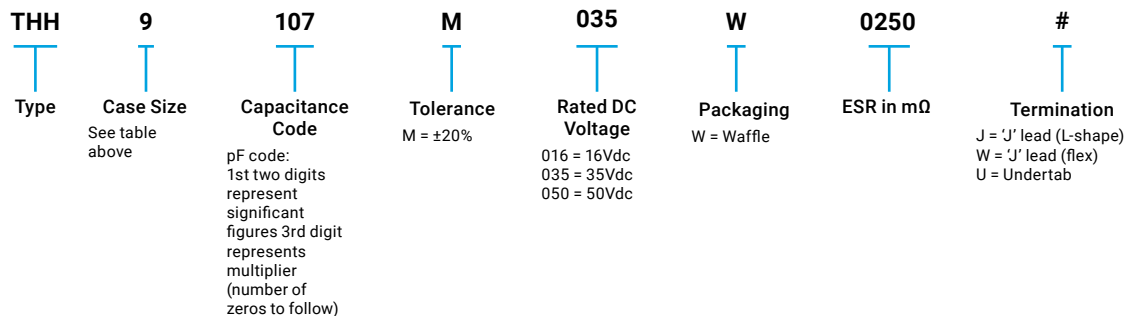 THH 9 107 M 035 W 0250 #
Type
Case Size
See table
above
Capacitance
Code
pF code:
1st two digits
represent
significant
figures 3rd digit
represents
multiplier
(number of
zeros to follow)
Tolerance
M = ±20%
Rated DC
Voltage
016 = 16Vdc
035 = 35Vdc
050 = 50Vdc
Packaging
W = Waffle
ESR in mΩ
Termination
J = ‘J’ lead (L-shape)
W = ‘J’ lead (flex)
U = Undertab